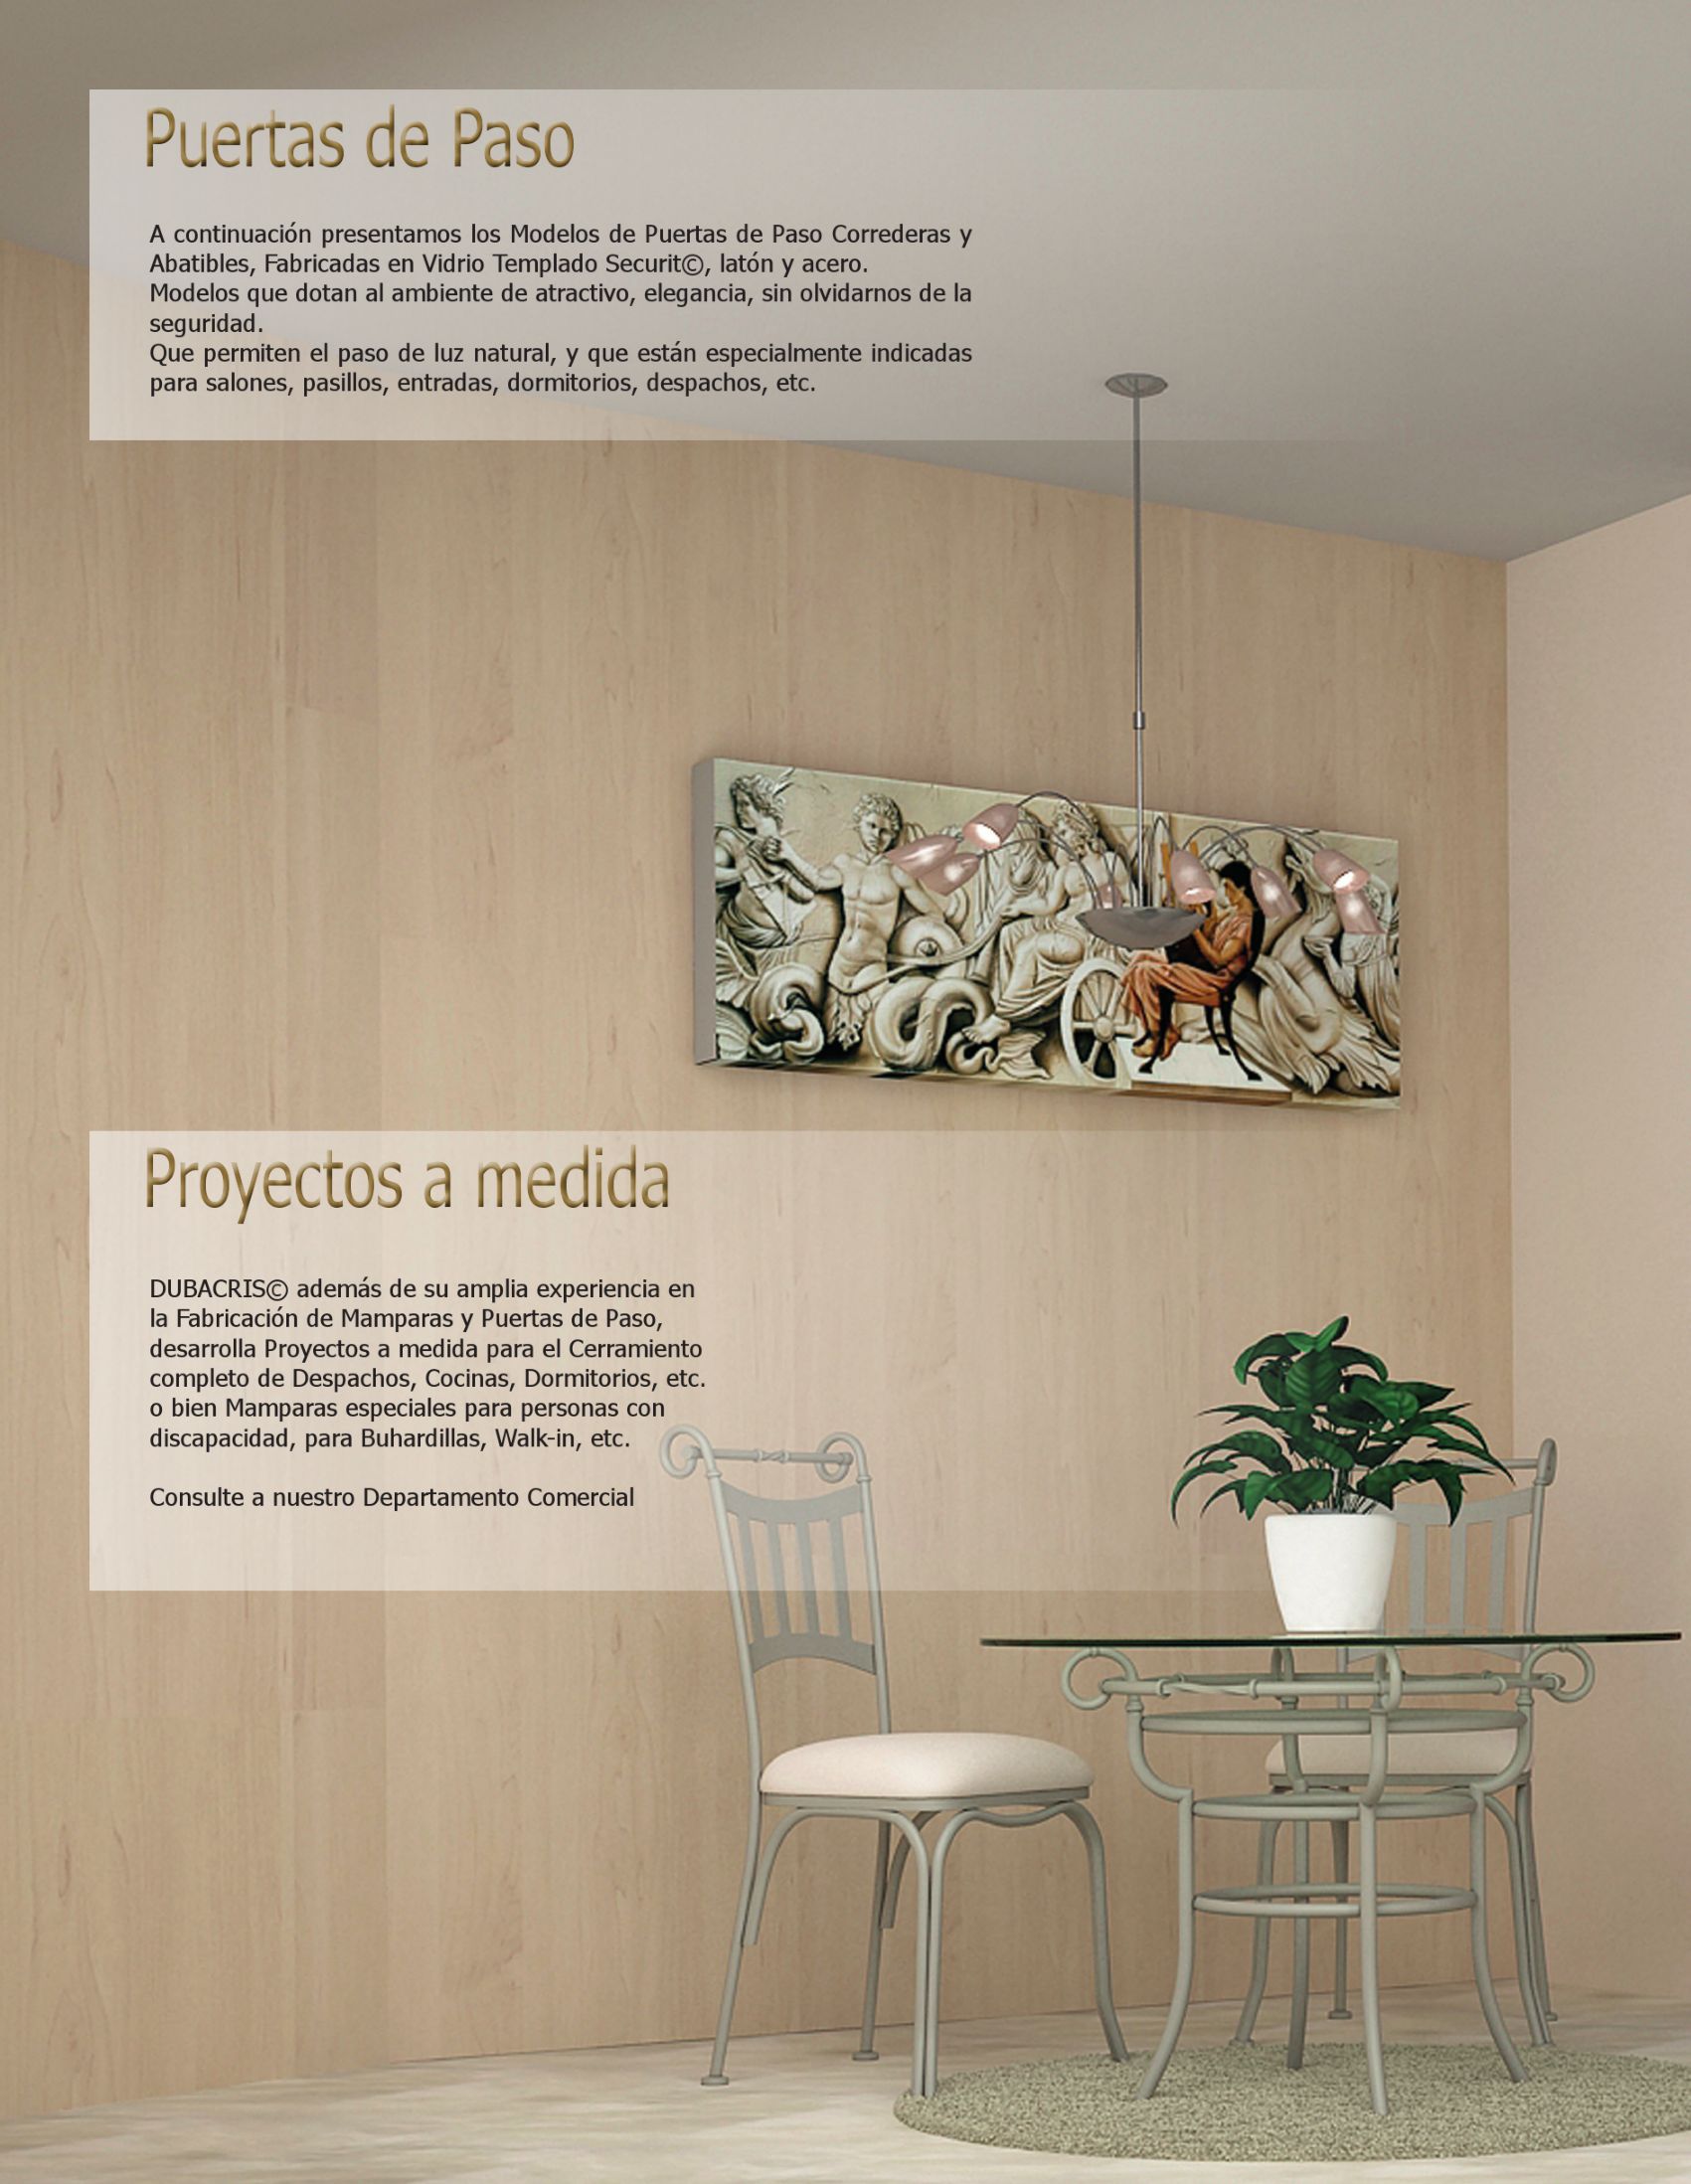 Puertas de Paso
A continuación presentamos los Modelos de Puertas de Paso Correderas y
Abatibles, Fabricadas en Vidrio Templado Securit©, latón y acero.
Modelos que dotan al ambiente de atractivo, elegancia, sin olvidarnos de la
seguridad.
Que permiten el paso de luz natural, y que están especialmente indicadas
para salones, pasillos, entradas, dormitorios, despachos, etc.
Proyectos a medida
DUBACRIS© además de su amplia experiencia en
la Fabricación de Mamparas y Puertas de Paso,
desarrolla Proyectos a medida para el Cerramiento
completo de Despachos, Cocinas, Dormitorios, etc.
o bien Mamparas especiales para personas con
discapacidad, para Buhardillas, Walk-in, etc.
Consulte a nuestro Departamento Comercial